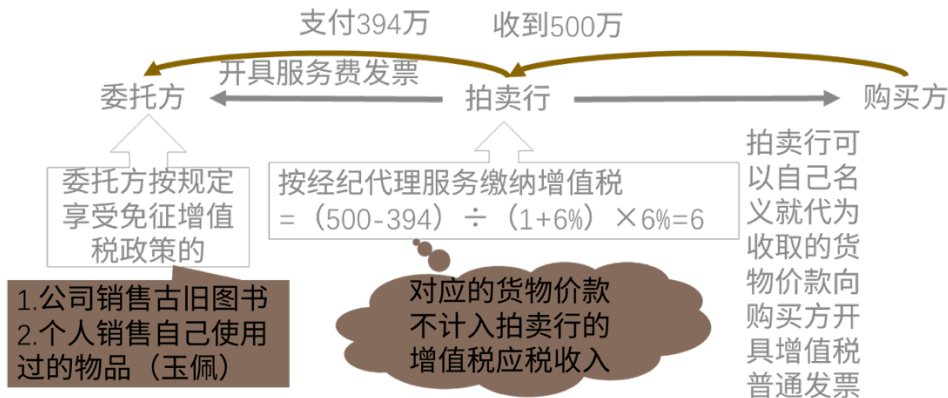 支付394万
收到500万
开具服务费发票
委托方
拍卖行
购买方
委托方按规定
享受免征增值
税政策的
按经纪代理服务缴纳增值税
=（500-394）÷（1+6%）×6%=6
拍卖行可
以自己名
义就代为
收取的货
物价款向
购买方开
具增值税
普通发票
1.公司销售古旧图书
2.个人销售自己使用
过的物品（玉佩）
对应的货物价款
不计入拍卖行的
增值税应税收入